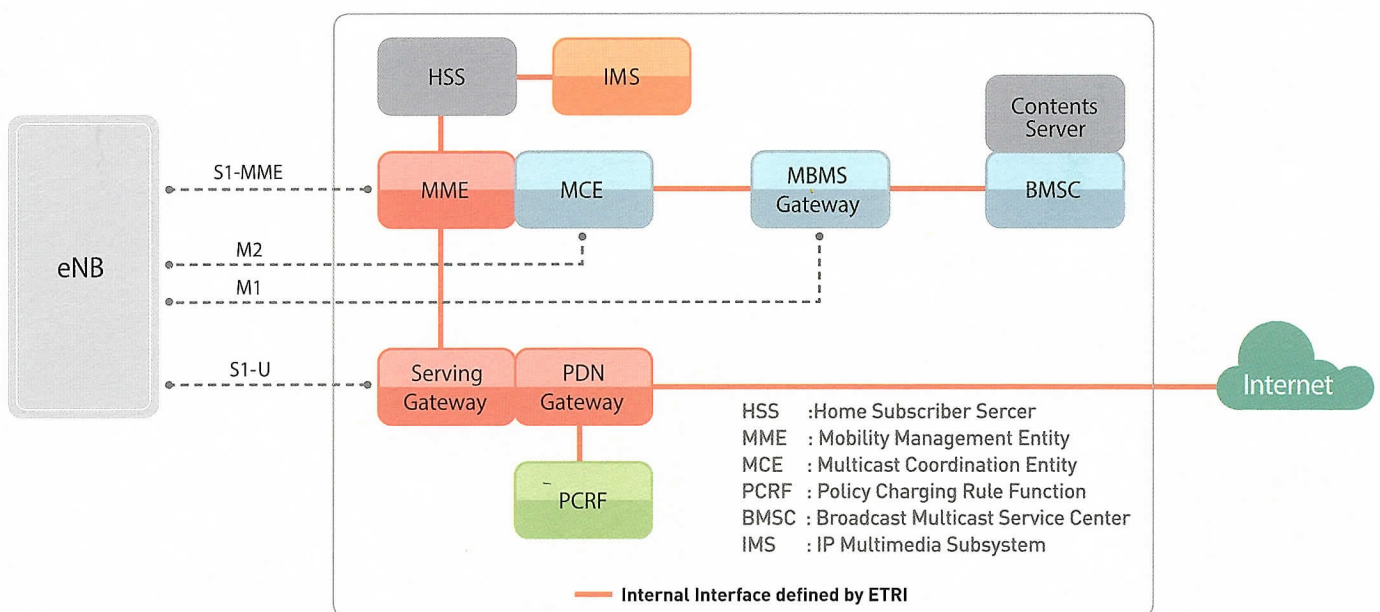 HSS
IMS
Contents
Server
S1-MME
MME
MCE
MBMS
Gateway
BMSC
eNB
M2
M1
S1-U
Serving
Gateway
PDN
Gateway
Internet
PCRF
HSS :Home Subscriber Sercer
MME : Mobility Management Entity
MCE : Multicast Coordination Entity
PCRF : Policy Charging Rule Function
BMSC : Broadcast Multicast Service Center
IMS : IP Multimedia Subsystem
Internal Interface defined by ETRI